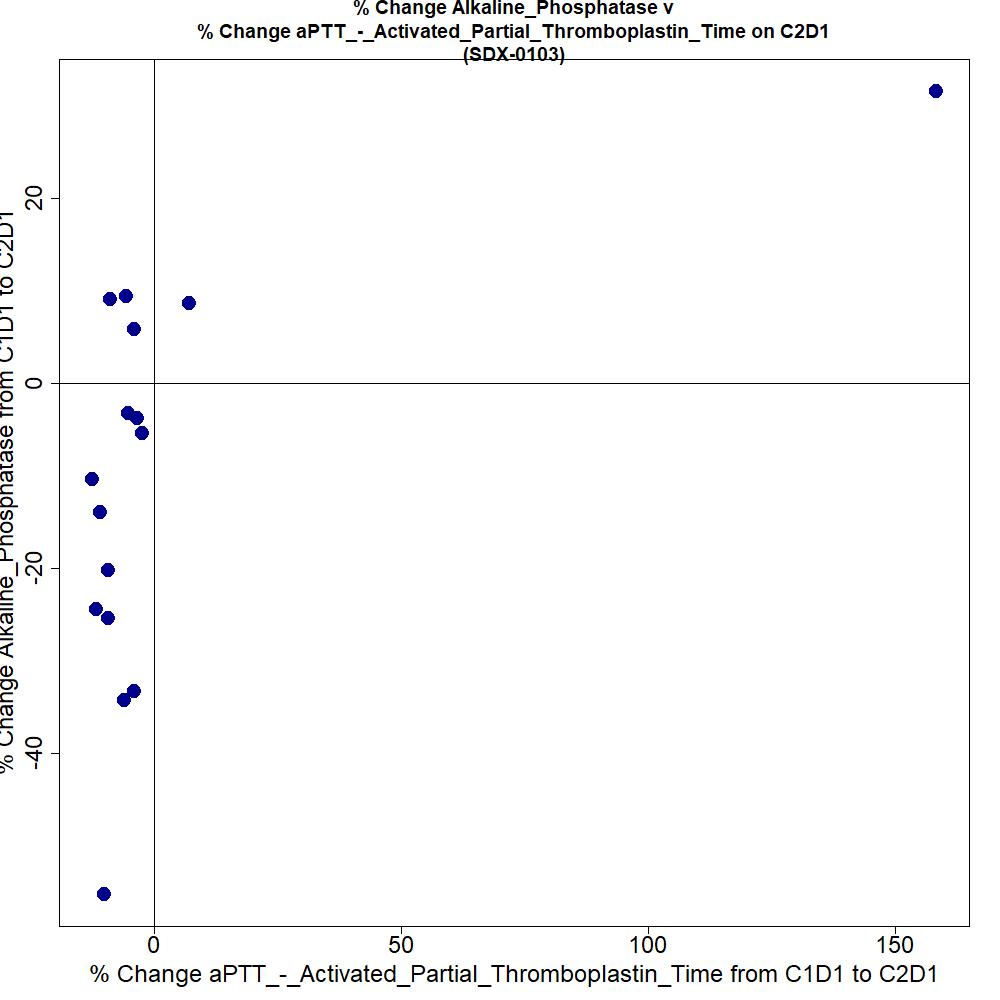 % Change Alkaline_Phosphatase v
% Change aPTT_-_Activated_Partial_Thromboplastin_Time on C2D1
(SDX-0103)
% Change Alkaline_Phosphatase from C1D1 to C2D1
20
0
-20
-40
0
50
100
150
% Change aPTT_-_Activated_Partial_Thromboplastin_Time from C1D1 to C2D1